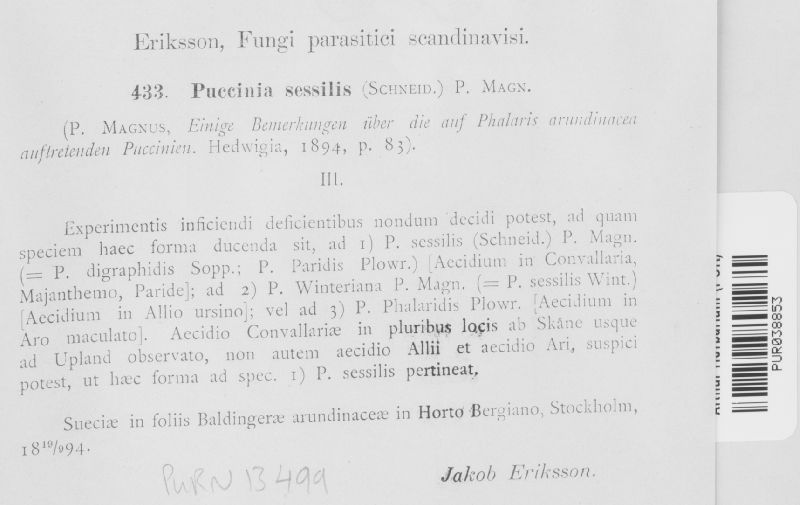 Eriksson, Fungi parasitici scandinavisi.
433. Puccinia sessilis (Schneid.) P. Magn.
(P. Magnus, Einige Bemerkungen über die auf Phalaris arundinacea
auftretenden Puccinien. Hedwigia, 1894, p. 83).
III.
Experimentis inficiendi deficientibus nondum decidi potest, ad quam
speciem haec forma ducenda sit, ad 1) P. sessilis (Schneid.) P. Magn.
(= P. digraphidis Sopp.; P. Paridis Plowr.) [Aecidium in Convallaria,
Majanthemo, Paride]; ad 2) P. Winteriana P. Magn. (= P. sessilis Wint.)
[Aecidium in Allio ursino]; vel ad 3) P. Phalaridis Plowr. [Aecidium in
Aro maculato]. Aecidio Convallariæ in pluribus locis ab Skåne usque
ad Upland observato, non autem aecidio Allii et aecidio Ari, suspici
potest, ut hæc forma ad spec. 1) P. sessilis pertineat.
Sueciæ in foliis Baldingeræ arundinaceæ in Horto Bergiano, Stockholm,
18¹⁹/₉94.
Jakob Eriksson.
PURN 13499
PUR038853